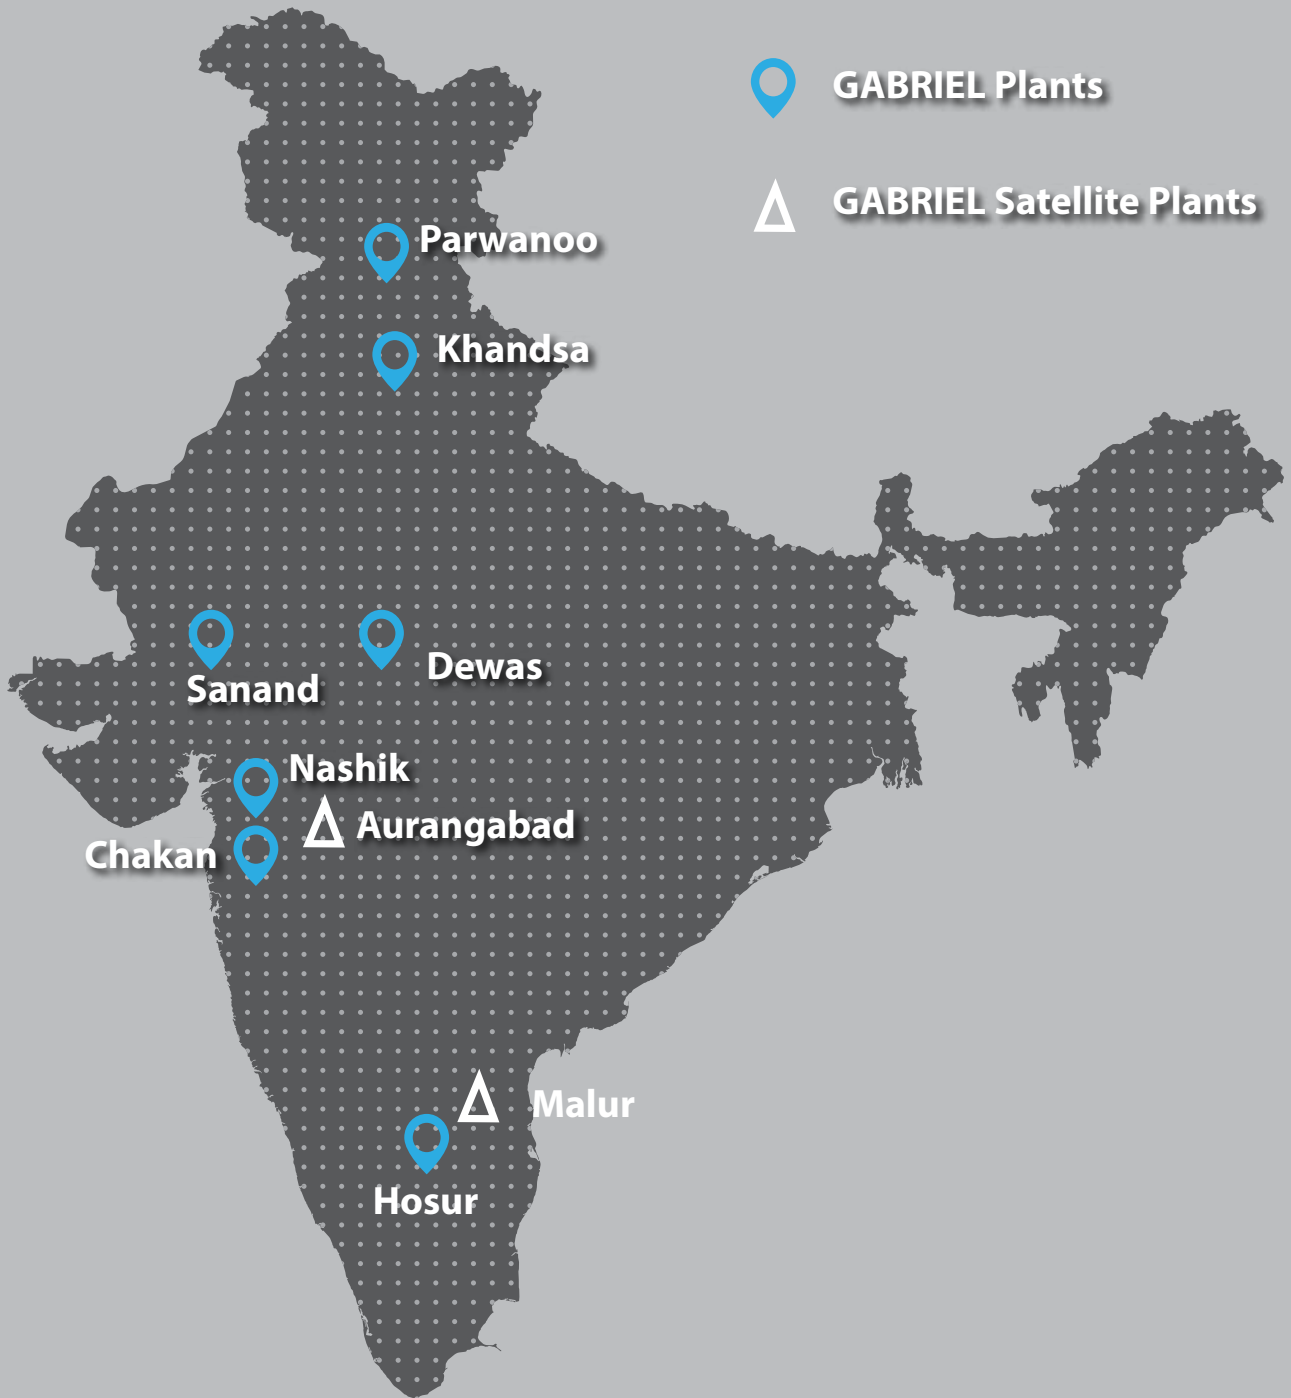 GABRIEL Plants
GABRIEL Satellite Plants
Parwanoo
Khandsa
Dewas
Sanand
Nashik
Aurangabad
Chakan
Malur
Hosur